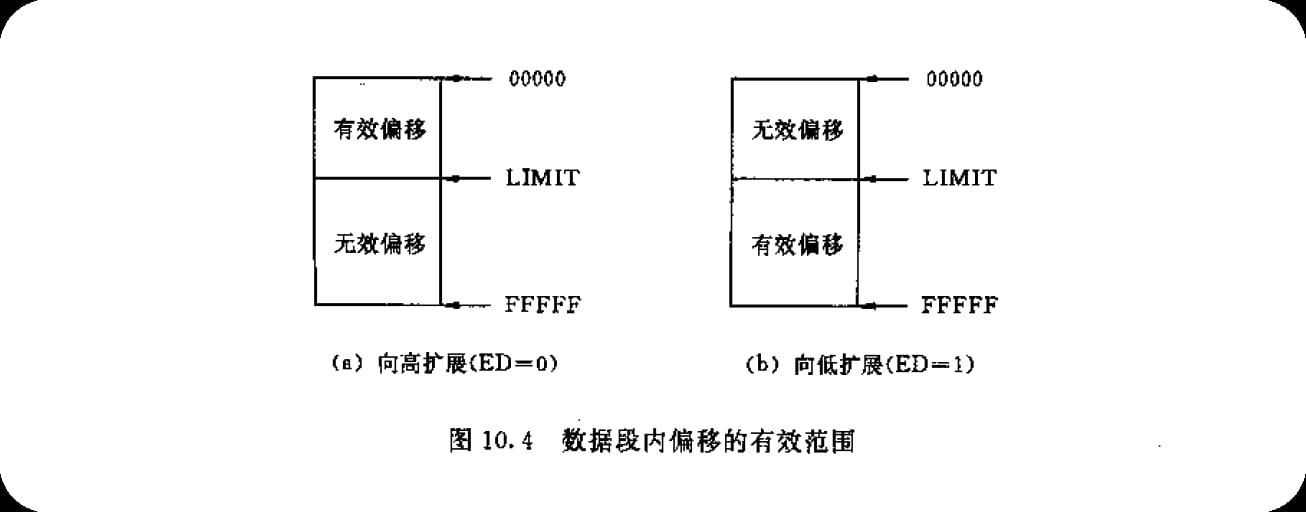 00000
有效偏移
LIMIT
无效偏移
FFFFF
(a) 向高扩展(ED=0)
00000
无效偏移
LIMIT
有效偏移
FFFFF
(b) 向低扩展(ED=1)
图 10.4 数据段内偏移的有效范围